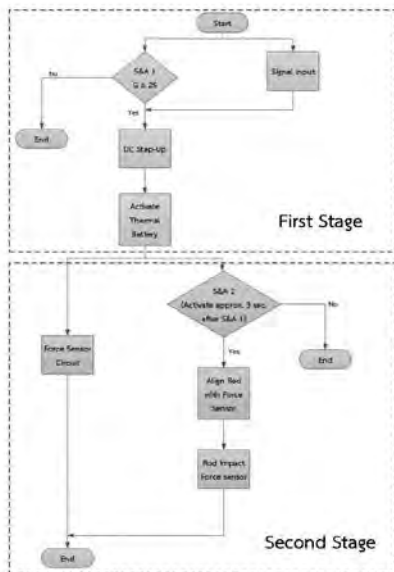 Start
S&A 1
Signal Input
No
Yes
End
DC Step-Up
Activate
Thermal
Battery
First Stage
S&A 2
(Activate approx. 3 sec.
after S&A 1)
No
Force Sensor
Circuit
Yes
End
Align Rod
with Force
Sensor
Rod Impact
Force sensor
Second Stage
End